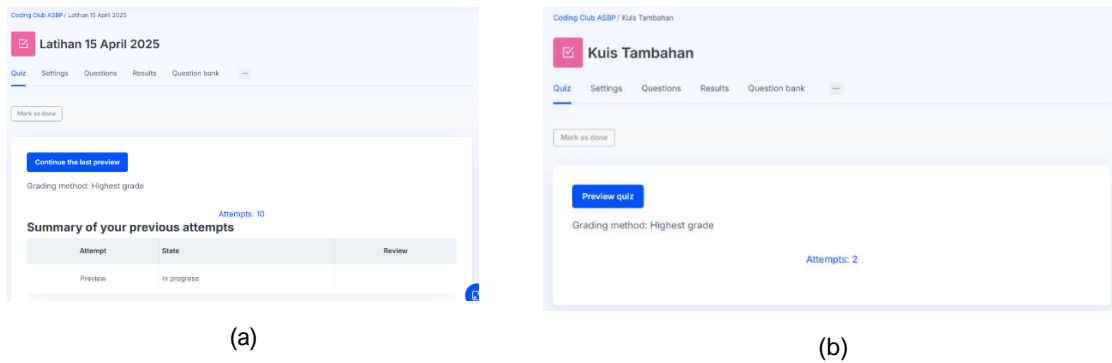 Coding Club ASBP / Latihan 15 April 2025
Latihan 15 April 2025
Quiz Settings Questions Results Question bank ...
Mark as done
Continue the last preview
Grading method: Highest grade
Attempts: 10
Summary of your previous attempts
Attempt State Review
Preview In progress
(a)
Coding Club ASBP / Kuis Tambahan
Kuis Tambahan
Quiz Settings Questions Results Question bank ...
Mark as done
Preview quiz
Grading method: Highest grade
Attempts: 2
(b)